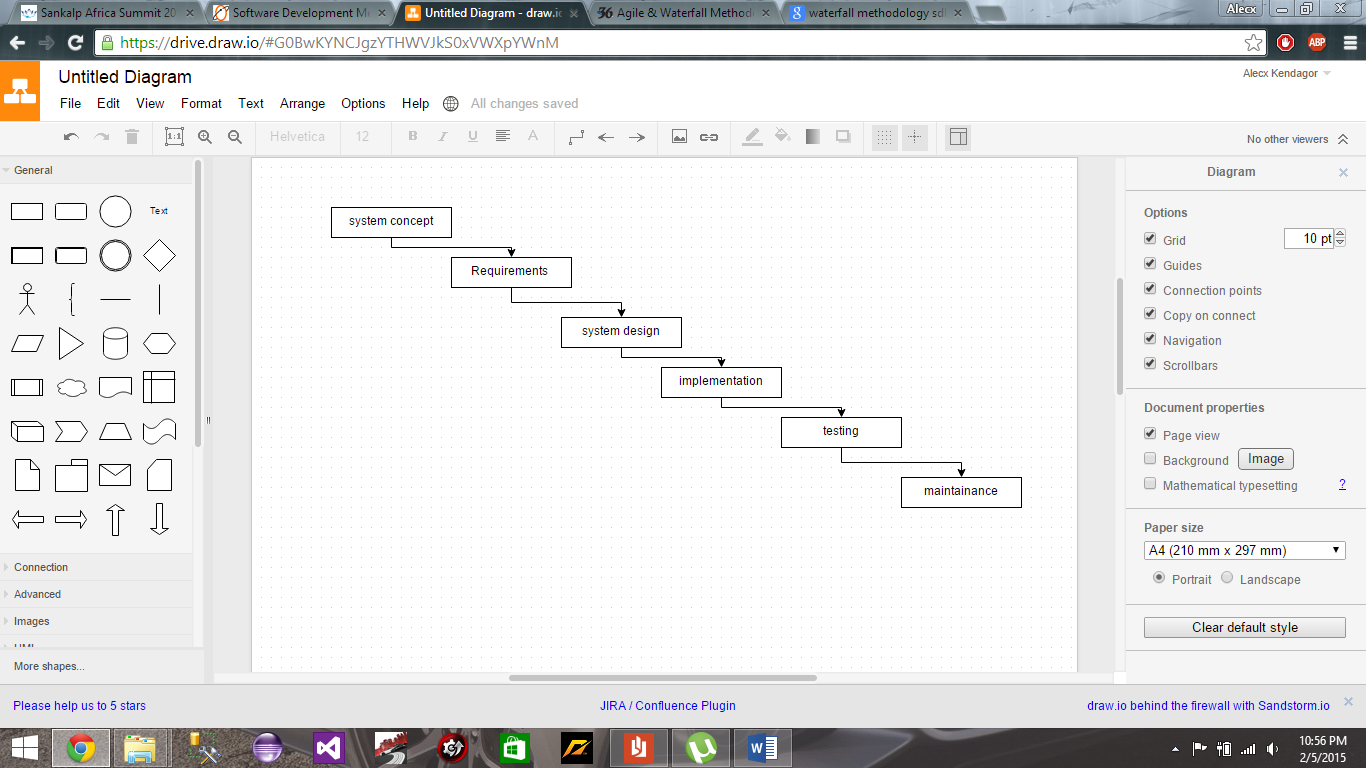 Sankalp Africa Summit 20
Software Development Me
Untitled Diagram - draw.io
Agile & Waterfall Method
waterfall methodology sdl
Alecx
https://drive.draw.io/#G0BwKYNCJgzYTHWVJkS0xVWXpYWnM
ABP
Untitled Diagram
Alecx Kendagor
File Edit View Format Text Arrange Options Help All changes saved
1:1 Helvetica 12 B I U A
No other viewers
General
Text
Connection
Advanced
Images
More shapes...
system concept
Requirements
system design
implementation
testing
maintainance
Diagram
Options
Grid 10 pt
Guides
Connection points
Copy on connect
Navigation
Scrollbars
Document properties
Page view
Background Image
Mathematical typesetting ?
Paper size
A4 (210 mm x 297 mm)
Portrait Landscape
Clear default style
Please help us to 5 stars
JIRA / Confluence Plugin
draw.io behind the firewall with Sandstorm.io
10:56 PM
2/5/2015